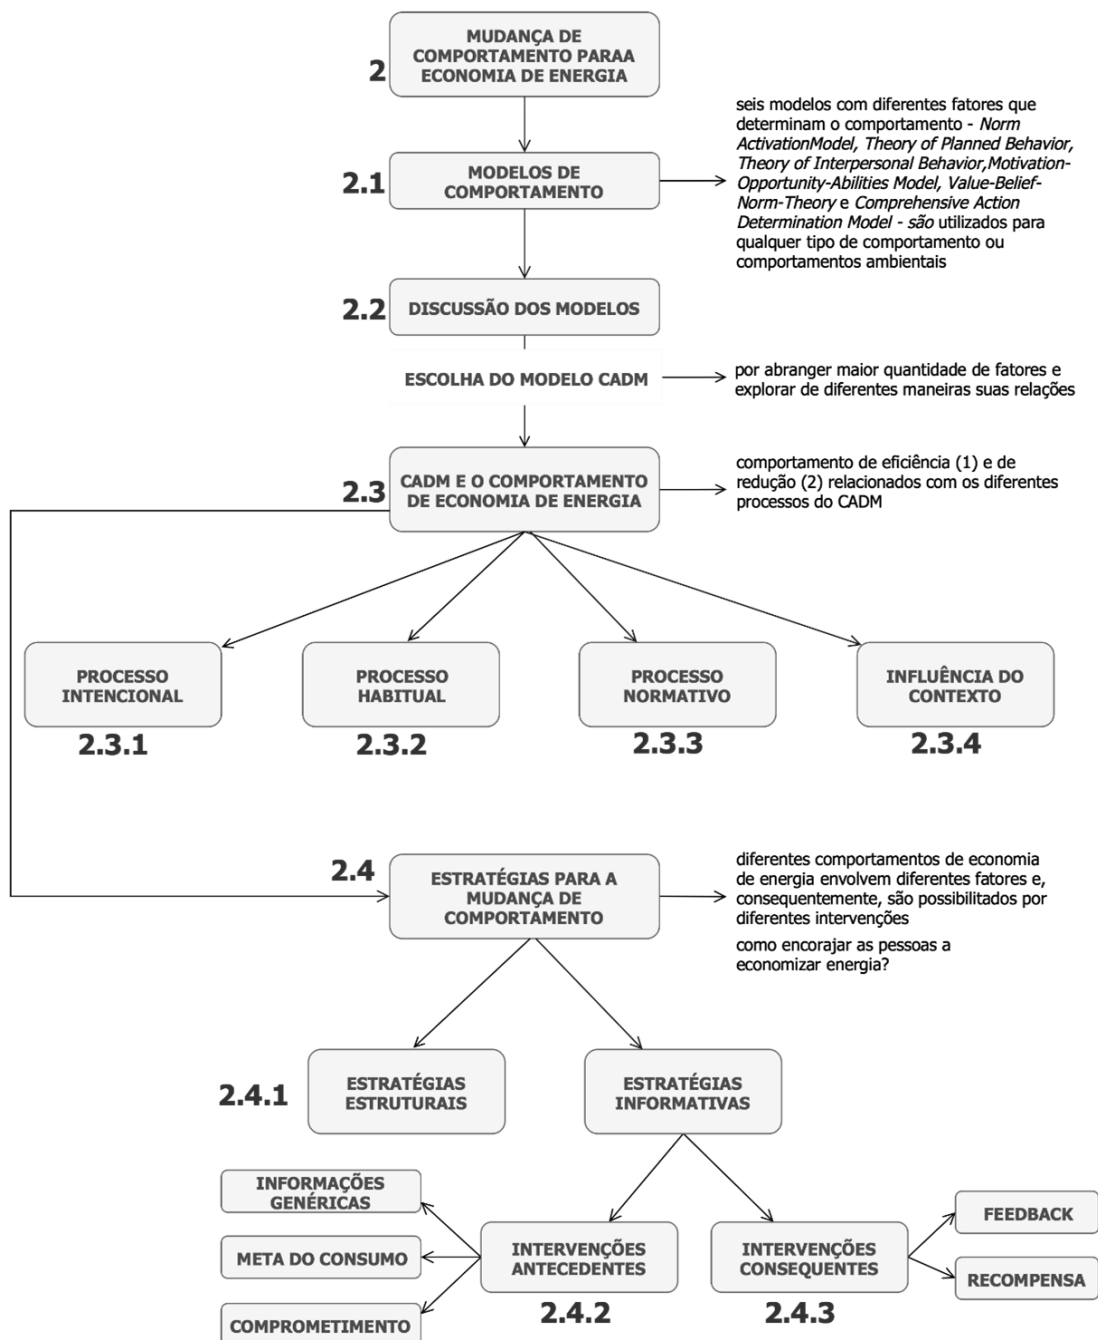 2
MUDANÇA DE
COMPORTAMENTO PARAA
ECONOMIA DE ENERGIA
2.1
MODELOS DE
COMPORTAMENTO
seis modelos com diferentes fatores que
determinam o comportamento - Norm
ActivationModel, Theory of Planned Behavior,
Theory of Interpersonal Behavior,Motivation-
Opportunity-Abilities Model, Value-Belief-
Norm-Theory e Comprehensive Action
Determination Model - são utilizados para
qualquer tipo de comportamento ou
comportamentos ambientais
2.2
DISCUSSÃO DOS MODELOS
ESCOLHA DO MODELO CADM
por abranger maior quantidade de fatores e
explorar de diferentes maneiras suas relações
2.3
CADM E O COMPORTAMENTO
DE ECONOMIA DE ENERGIA
comportamento de eficiência (1) e de
redução (2) relacionados com os diferentes
processos do CADM
PROCESSO
INTENCIONAL
2.3.1
PROCESSO
HABITUAL
2.3.2
PROCESSO
NORMATIVO
2.3.3
INFLUÊNCIA DO
CONTEXTO
2.3.4
2.4
ESTRATÉGIAS PARA A
MUDANÇA DE
COMPORTAMENTO
diferentes comportamentos de economia
de energia envolvem diferentes fatores e,
consequentemente, são possibilitados por
diferentes intervenções
como encorajar as pessoas a
economizar energia?
2.4.1
ESTRATÉGIAS
ESTRUTURAIS
ESTRATÉGIAS
INFORMATIVAS
INFORMAÇÕES
GENÉRICAS
META DO CONSUMO
COMPROMETIMENTO
INTERVENÇÕES
ANTECEDENTES
2.4.2
INTERVENÇÕES
CONSEQUENTES
2.4.3
FEEDBACK
RECOMPENSA